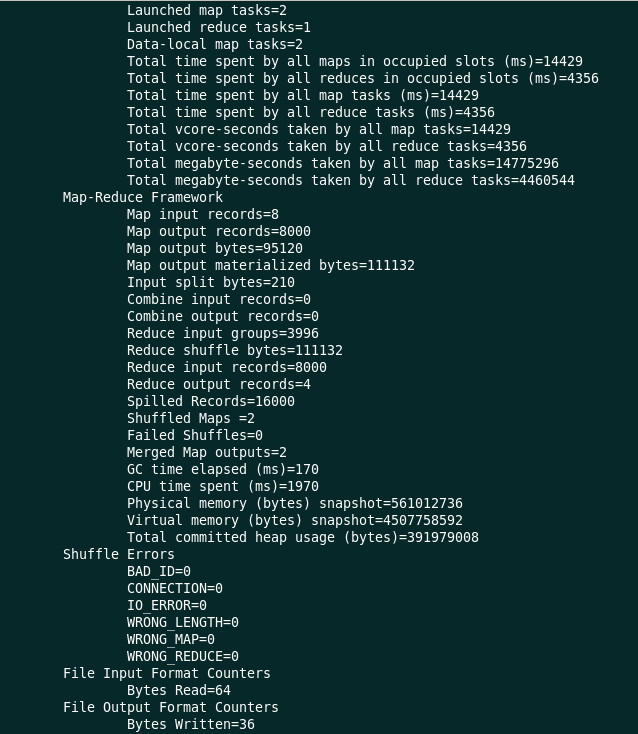 Launched map tasks=2
Launched reduce tasks=1
Data-local map tasks=2
Total time spent by all maps in occupied slots (ms)=14429
Total time spent by all reduces in occupied slots (ms)=4356
Total time spent by all map tasks (ms)=14429
Total time spent by all reduce tasks (ms)=4356
Total vcore-seconds taken by all map tasks=14429
Total vcore-seconds taken by all reduce tasks=4356
Total megabyte-seconds taken by all map tasks=14775296
Total megabyte-seconds taken by all reduce tasks=4460544
Map-Reduce Framework
Map input records=8
Map output records=8000
Map output bytes=95120
Map output materialized bytes=111132
Input split bytes=210
Combine input records=0
Combine output records=0
Reduce input groups=3996
Reduce shuffle bytes=111132
Reduce input records=8000
Reduce output records=4
Spilled Records=16000
Shuffled Maps =2
Failed Shuffles=0
Merged Map outputs=2
GC time elapsed (ms)=170
CPU time spent (ms)=1970
Physical memory (bytes) snapshot=561012736
Virtual memory (bytes) snapshot=4507758592
Total committed heap usage (bytes)=391979008
Shuffle Errors
BAD_ID=0
CONNECTION=0
IO_ERROR=0
WRONG_LENGTH=0
WRONG_MAP=0
WRONG_REDUCE=0
File Input Format Counters
Bytes Read=64
File Output Format Counters
Bytes Written=36